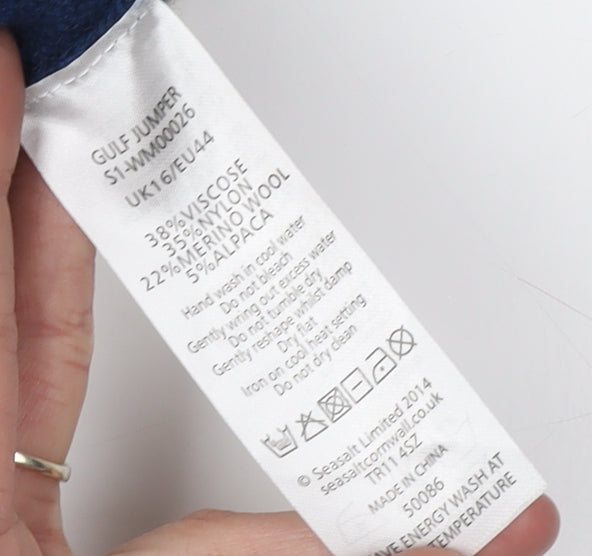 GULF JUMPER
S1-WM00026
UK16/EU44
38%VISCOSE
35%NYLON
22%MERINO WOOL
5%ALPACA
Hand wash in cool water
Do not bleach
Gently wring out excess water
Do not tumble dry
Gently reshape whilst damp
Dry flat
Iron on cool heat setting
Do not dry clean
© Seasalt Limited 2014
seasaltcornwall.co.uk
TR11 4SZ
MADE IN CHINA
50086
ENERGY WASH AT
TEMPERATURE